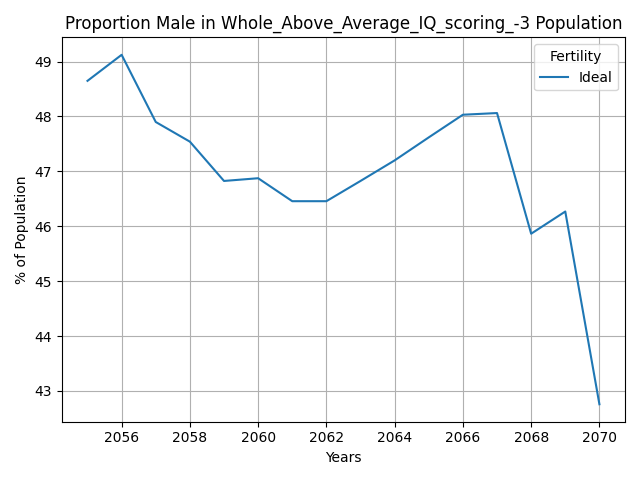 Proportion Male in Whole_Above_Average_IQ_scoring_-3 Population
Fertility
Ideal
% of Population
49
48
47
46
45
44
43
2056 2058 2060 2062 2064 2066 2068 2070
Years